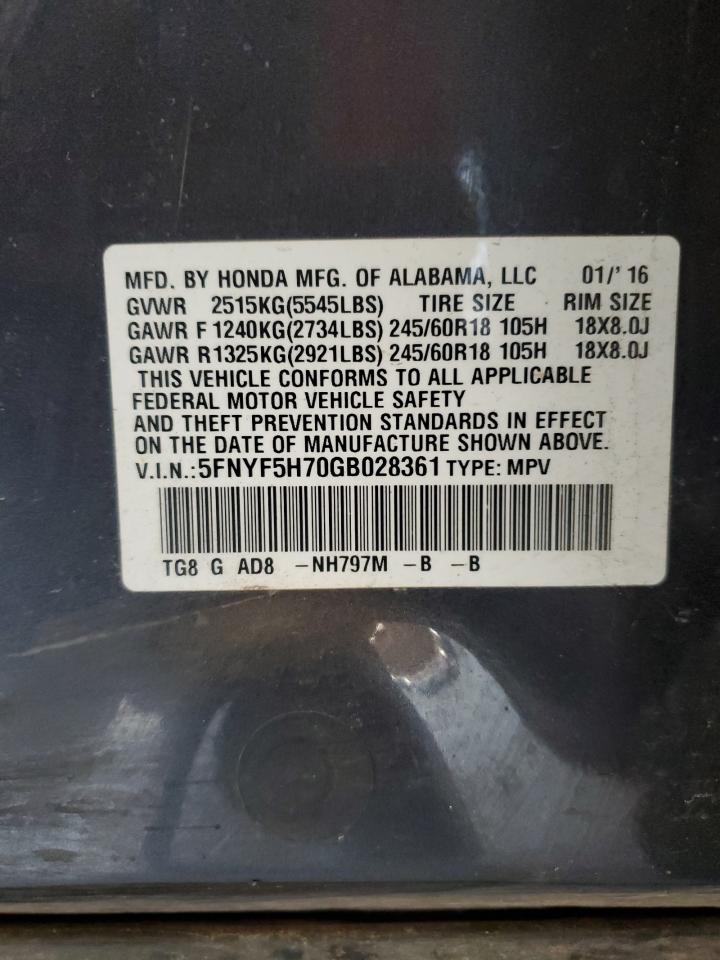 MFD. BY HONDA MFG. OF ALABAMA, LLC 01/'16
GVWR 2515KG(5545LBS) TIRE SIZE RIM SIZE
GAWR F 1240KG(2734LBS) 245/60R18 105H 18X8.0J
GAWR R1325KG(2921LBS) 245/60R18 105H 18X8.0J
THIS VEHICLE CONFORMS TO ALL APPLICABLE
FEDERAL MOTOR VEHICLE SAFETY
AND THEFT PREVENTION STANDARDS IN EFFECT
ON THE DATE OF MANUFACTURE SHOWN ABOVE.
V.I.N.:5FNYF5H70GB028361 TYPE: MPV
TG8 G AD8 -NH797M -B -B